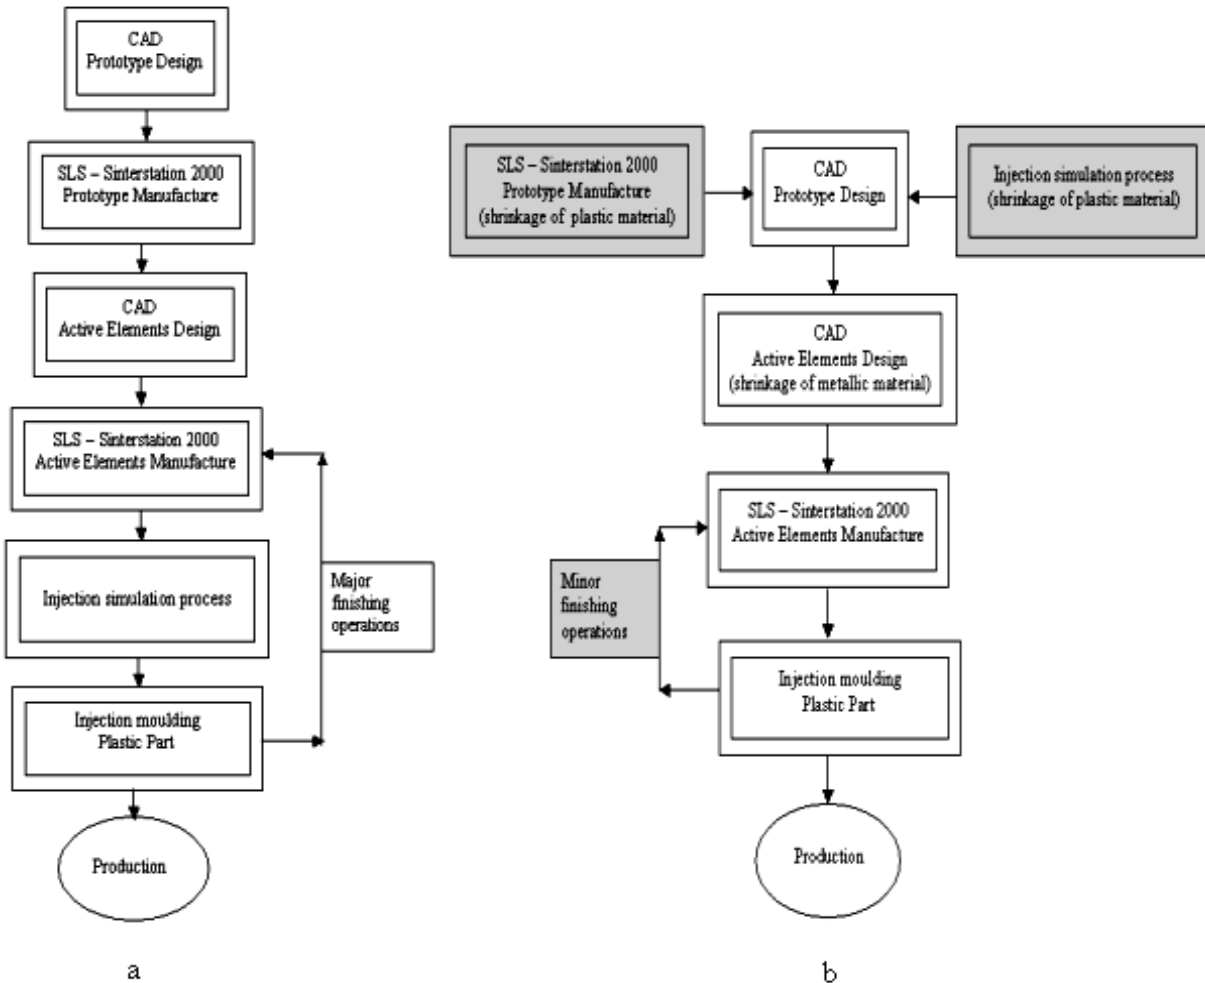 CAD
Prototype Design
SLS – Sinterstation 2000
Prototype Manufacture
CAD
Active Elements Design
SLS – Sinterstation 2000
Active Elements Manufacture
Injection simulation process
Major
finishing
operations
Injection moulding
Plastic Part
Production
a
SLS – Sinterstation 2000
Prototype Manufacture
(shrinkage of plastic material)
CAD
Prototype Design
Injection simulation process
(shrinkage of plastic material)
CAD
Active Elements Design
(shrinkage of metallic material)
SLS – Sinterstation 2000
Active Elements Manufacture
Minor
finishing
operations
Injection moulding
Plastic Part
Production
b